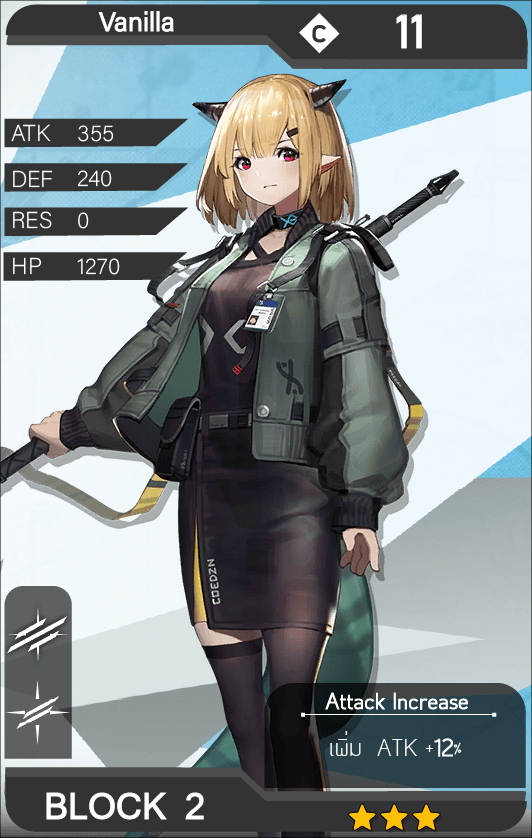 Vanilla
C
11
ATK 355
DEF 240
RES 0
HP 1270
COEDZN
Attack Increase
เพิ่ม ATK +12%
BLOCK 2